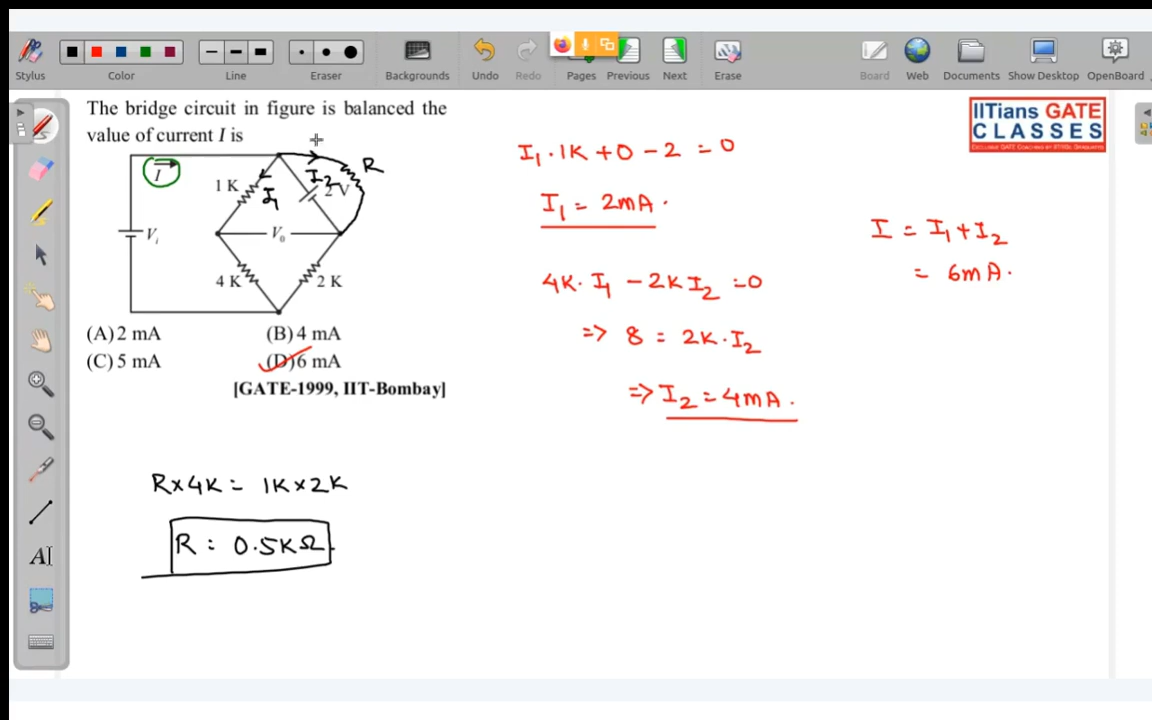 Stylus
Color
Line
Eraser
Backgrounds
Undo
Redo
Pages
Previous
Next
Erase
Board
Web
Documents
Show Desktop
OpenBoard
The bridge circuit in figure is balanced the
value of current I is
IITians GATE
CLASSES
I
1 K
I₁
I₂
2 V
R
Vᵢ
V₀
4 K
2 K
(A) 2 mA
(B) 4 mA
(C) 5 mA
(D) 6 mA
[GATE-1999, IIT-Bombay]
R×4K = 1K×2K
R = 0.5KΩ.
I₁·1K + 0 - 2 = 0
I₁ = 2mA.
4K·I₁ - 2KI₂ = 0
=> 8 = 2K·I₂
=> I₂ = 4mA.
I = I₁ + I₂
= 6mA.
A